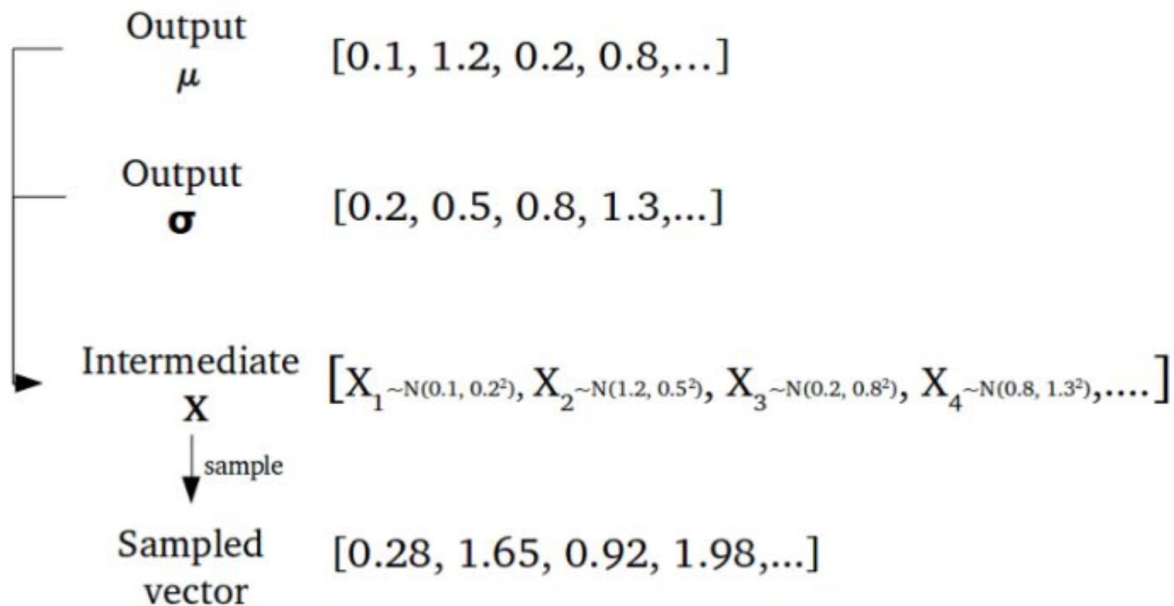 Output
μ
[0.1, 1.2, 0.2, 0.8,...]
Output
σ
[0.2, 0.5, 0.8, 1.3,...]
Intermediate
X
[X₁~N(0.1, 0.2²), X₂~N(1.2, 0.5²), X₃~N(0.2, 0.8²), X₄~N(0.8, 1.3²),....]
sample
Sampled
vector
[0.28, 1.65, 0.92, 1.98,...]